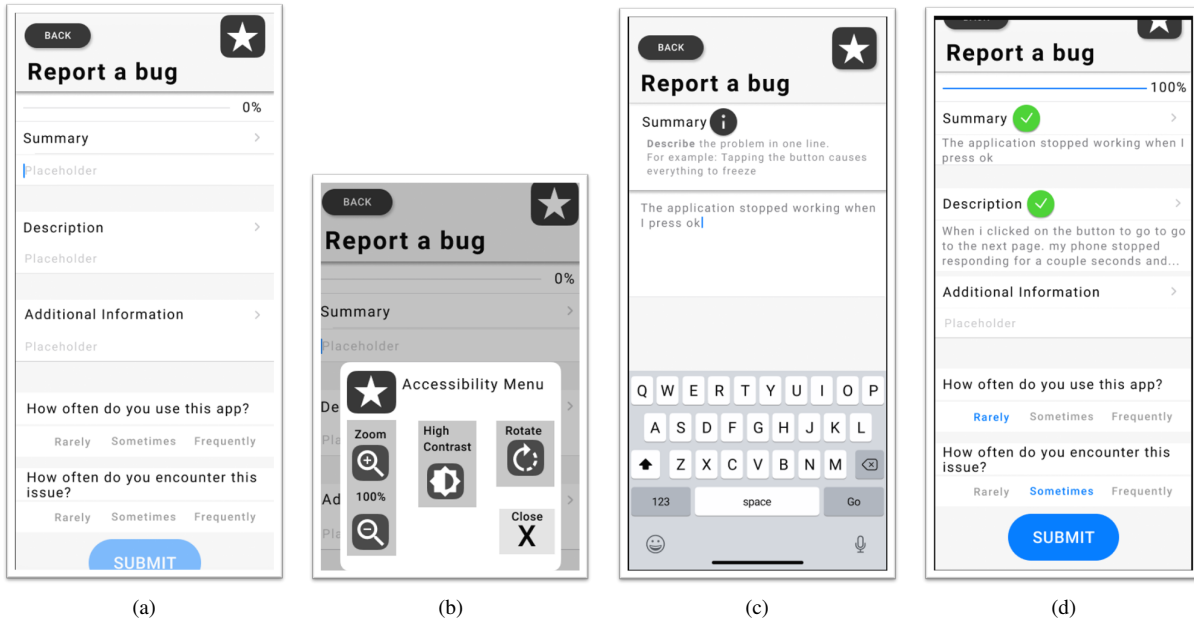 BACK
Report a bug
0%
Summary
Placeholder
Description
Placeholder
Additional Information
Placeholder
How often do you use this app?
Rarely Sometimes Frequently
How often do you encounter this
issue?
Rarely Sometimes Frequently
SUBMIT
(a)
BACK
Report a bug
0%
Summary
Placeholder
De
Pla
Ad
Pla
Accessibility Menu
Zoom
100%
High
Contrast
Rotate
Close
X
(b)
BACK
Report a bug
Summary
Describe the problem in one line.
For example: Tapping the button causes
everything to freeze
The application stopped working when
I press ok
Q W E R T Y U I O P
A S D F G H J K L
Z X C V B N M
123 space Go
(c)
Report a bug
100%
Summary
The application stopped working when I
press ok
Description
When i clicked on the button to go to go
to the next page. my phone stopped
responding for a couple seconds and...
Additional Information
Placeholder
How often do you use this app?
Rarely Sometimes Frequently
How often do you encounter this
issue?
Rarely Sometimes Frequently
SUBMIT
(d)